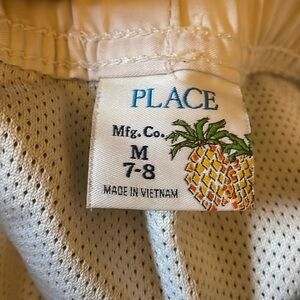 PLACE
Mfg. Co.,
M
7-8
MADE IN VIETNAM